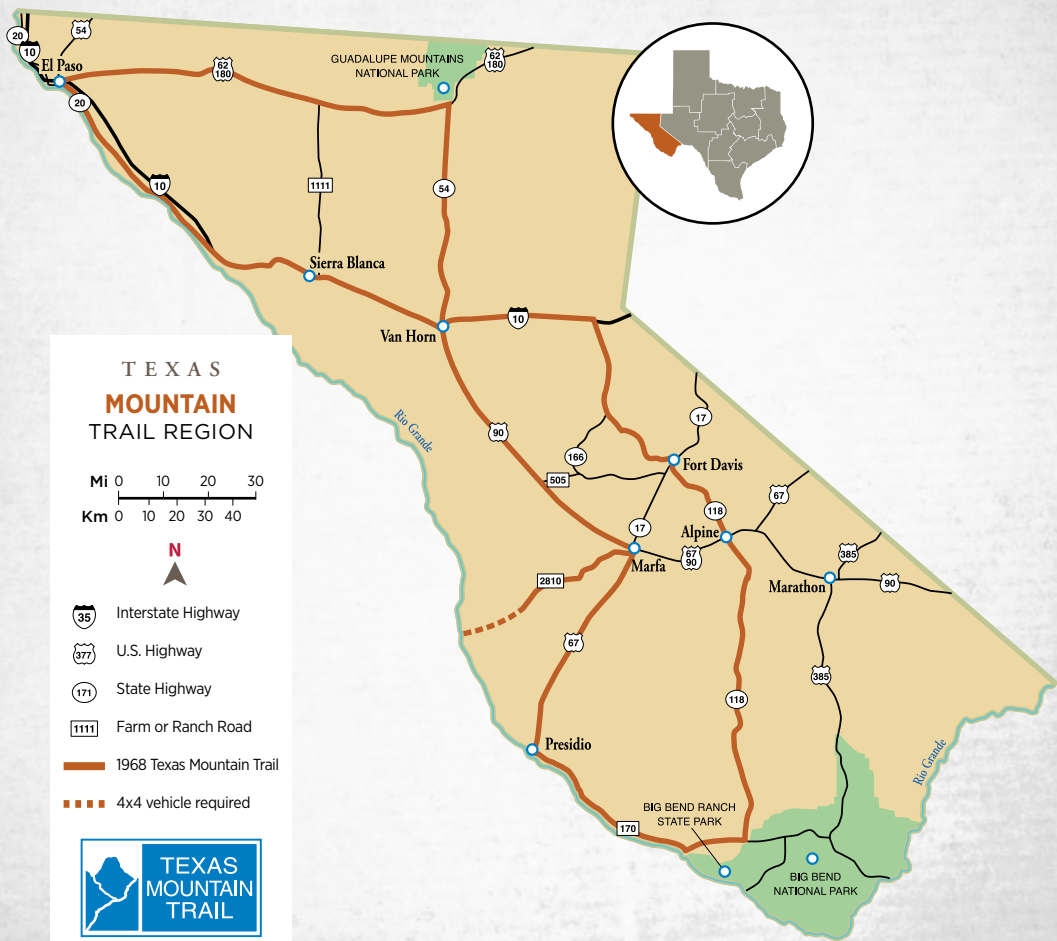 20
54
10
El Paso
62
180
GUADALUPE MOUNTAINS
NATIONAL PARK
62
180
20
10
1111
54
Sierra Blanca
Van Horn
10
Rio Grande
90
17
166
505
Fort Davis
67
118
17
Alpine
67
90
Marfa
385
Marathon
90
2810
67
385
118
Presidio
Rio Grande
BIG BEND RANCH
STATE PARK
170
BIG BEND
NATIONAL PARK
TEXAS
MOUNTAIN
TRAIL REGION
Mi 0 10 20 30
Km 0 10 20 30 40
N
35 Interstate Highway
377 U.S. Highway
171 State Highway
1111 Farm or Ranch Road
1968 Texas Mountain Trail
4x4 vehicle required
TEXAS
MOUNTAIN
TRAIL